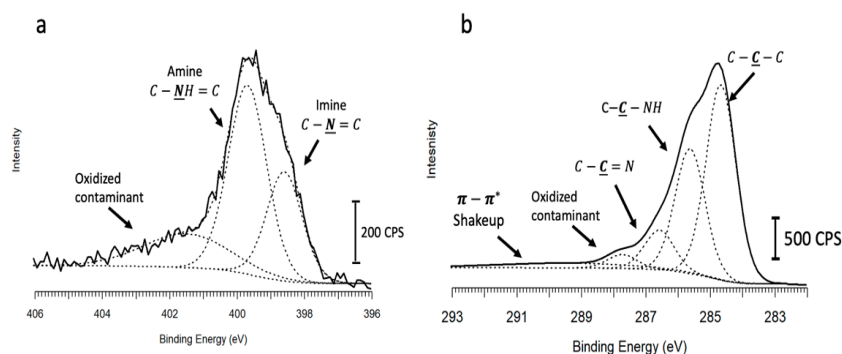 a
Intensity
Amine
C – NH = C
Imine
C – N = C
Oxidized
contaminant
200 CPS
406 404 402 400 398 396
Binding Energy (eV)
b
Intesnisty
C – C – C
C–C – NH
C – C = N
Oxidized
contaminant
π – π*
Shakeup
500 CPS
293 291 289 287 285 283
Binding Energy (eV)